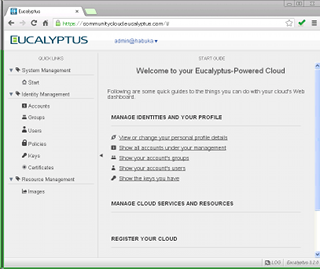 Eucalyptus
https://communitycloud.eucalyptus.com/#
EUCALYPTUS
admin@habuka
QUICK LINKS
START GUIDE
System Management
Start
Identity Management
Accounts
Groups
Users
Policies
Keys
Certificates
Resource Management
Images
Welcome to your Eucalyptus-Powered Cloud
Following are some quick guides to the things you can do with your cloud's Web
dashboard.
MANAGE IDENTITIES AND YOUR PROFILE
View or change your personal profile details
Show all accounts under your management
Show your account's groups
Show your account's users
Show the keys you have
MANAGE CLOUD SERVICES AND RESOURCES
REGISTER YOUR CLOUD
LOG
Eucalyptus 3.2.0